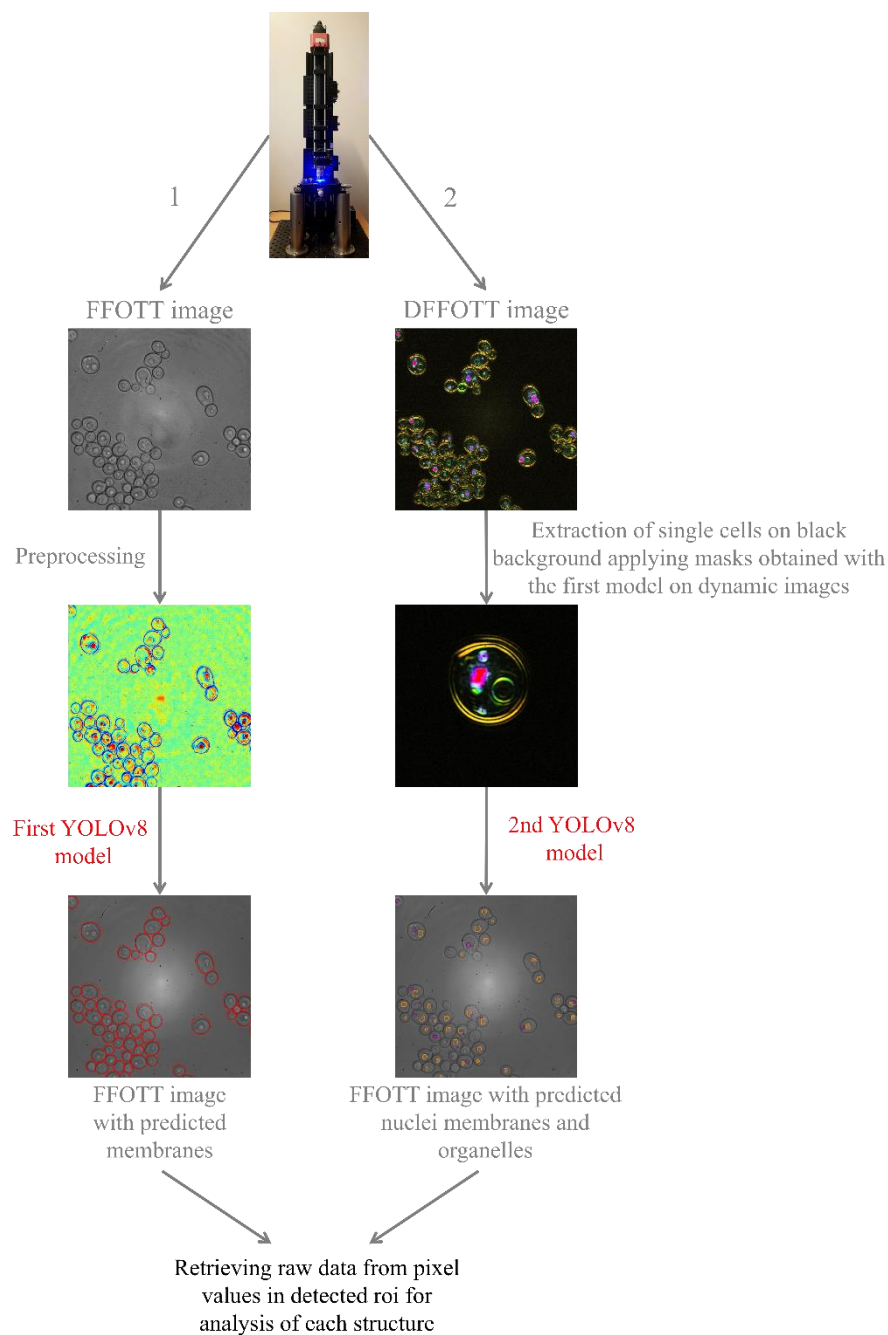 1
2
FFOTT image
DFFOTT image
Preprocessing
Extraction of single cells on black
background applying masks obtained with
the first model on dynamic images
First YOLOv8
model
2nd YOLOv8
model
FFOTT image
with predicted
membranes
FFOTT image with predicted
nuclei membranes and
organelles
Retrieving raw data from pixel
values in detected roi for
analysis of each structure